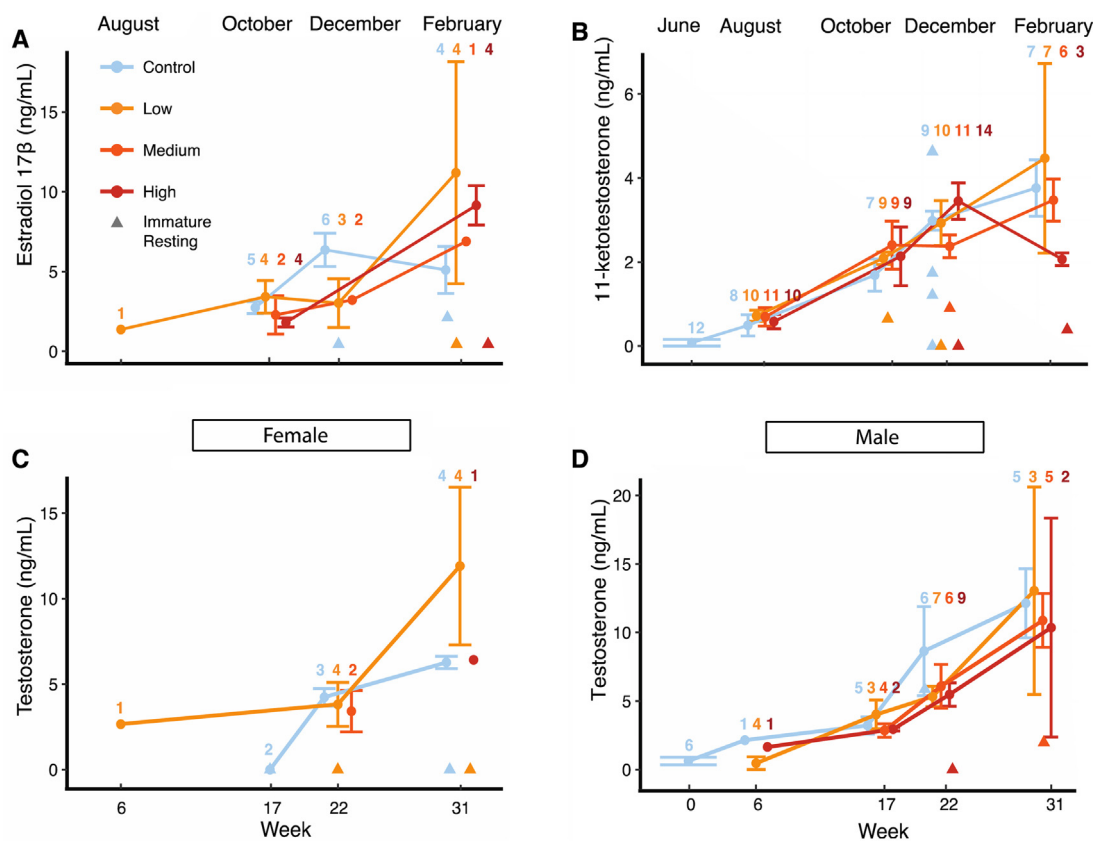 A
August October December February
4 4 1 4
Estradiol 17β (ng/mL)
Control
Low
Medium
High
Immature
Resting
15
10
5
0
1
5 4 2 4
6 3 2
B
June August October December February
7 7 6 3
11-ketotestosterone (ng/mL)
6
4
2
0
12
8 10 11 10
7 9 9 9
9 10 11 14
Female
Male
C
4 4 1
Testosterone (ng/mL)
15
10
5
0
1
2
3 4 2
6 17 22 31
Week
D
5 3 5 2
Testosterone (ng/mL)
20
15
10
5
0
6
1 4 1
5 3 4 2
6 7 6 9
0 6 17 22 31
Week